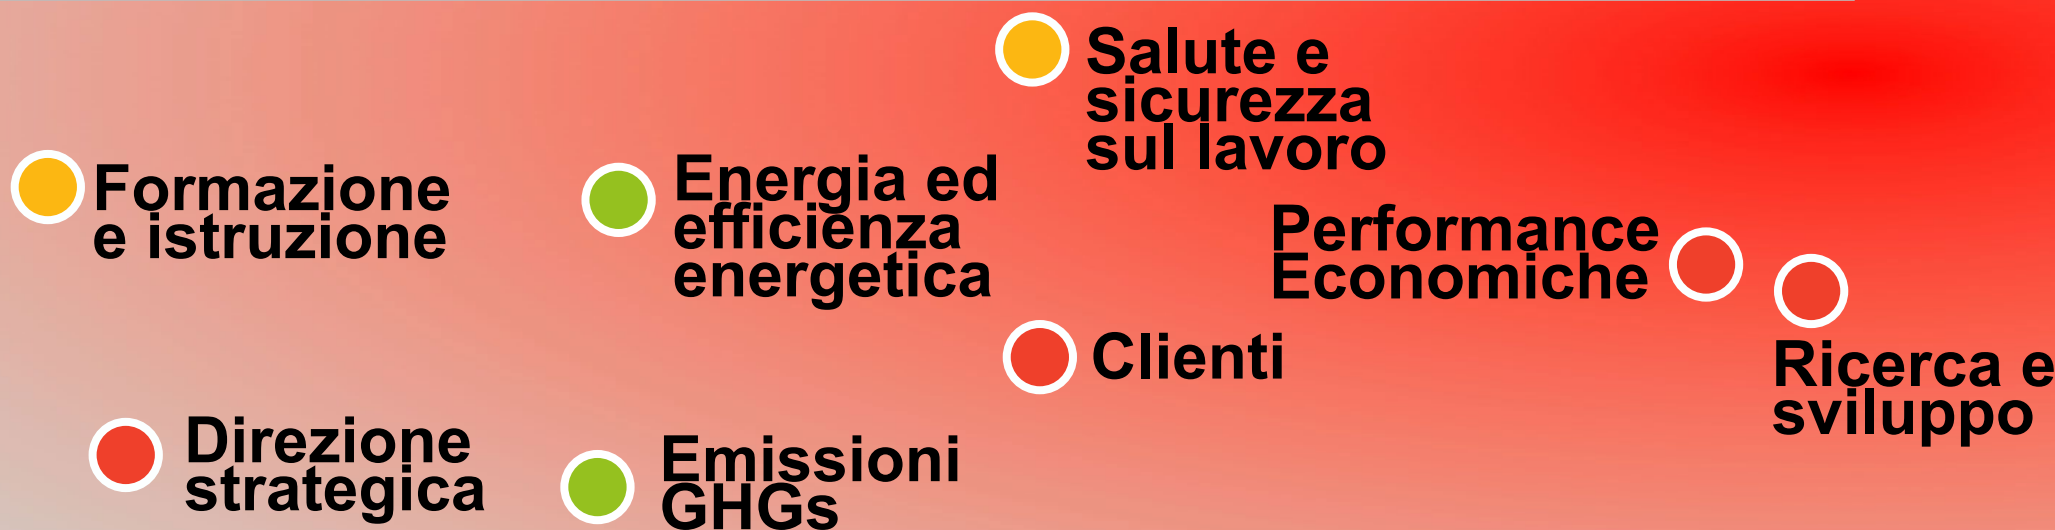 Salute e
sicurezza
sul lavoro
Formazione
e istruzione
Energia ed
efficienza
energetica
Performance
Economiche
Clienti
Ricerca e
sviluppo
Direzione
strategica
Emissioni
GHGs